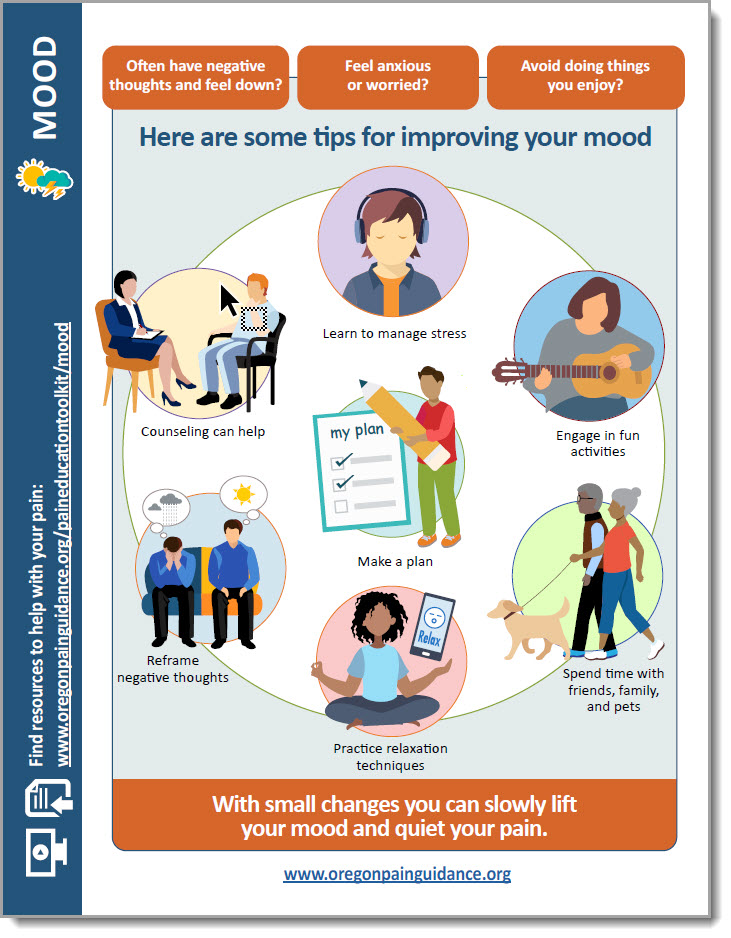 MOOD
Find resources to help with your pain:
www.oregonpainguidance.org/paineducationtoolkit/mood
Often have negative
thoughts and feel down?
Feel anxious
or worried?
Avoid doing things
you enjoy?
Here are some tips for improving your mood
Learn to manage stress
Counseling can help
Engage in fun
activities
my plan
Make a plan
Reframe
negative thoughts
Relax
Practice relaxation
techniques
Spend time with
friends, family,
and pets
With small changes you can slowly lift
your mood and quiet your pain.
www.oregonpainguidance.org